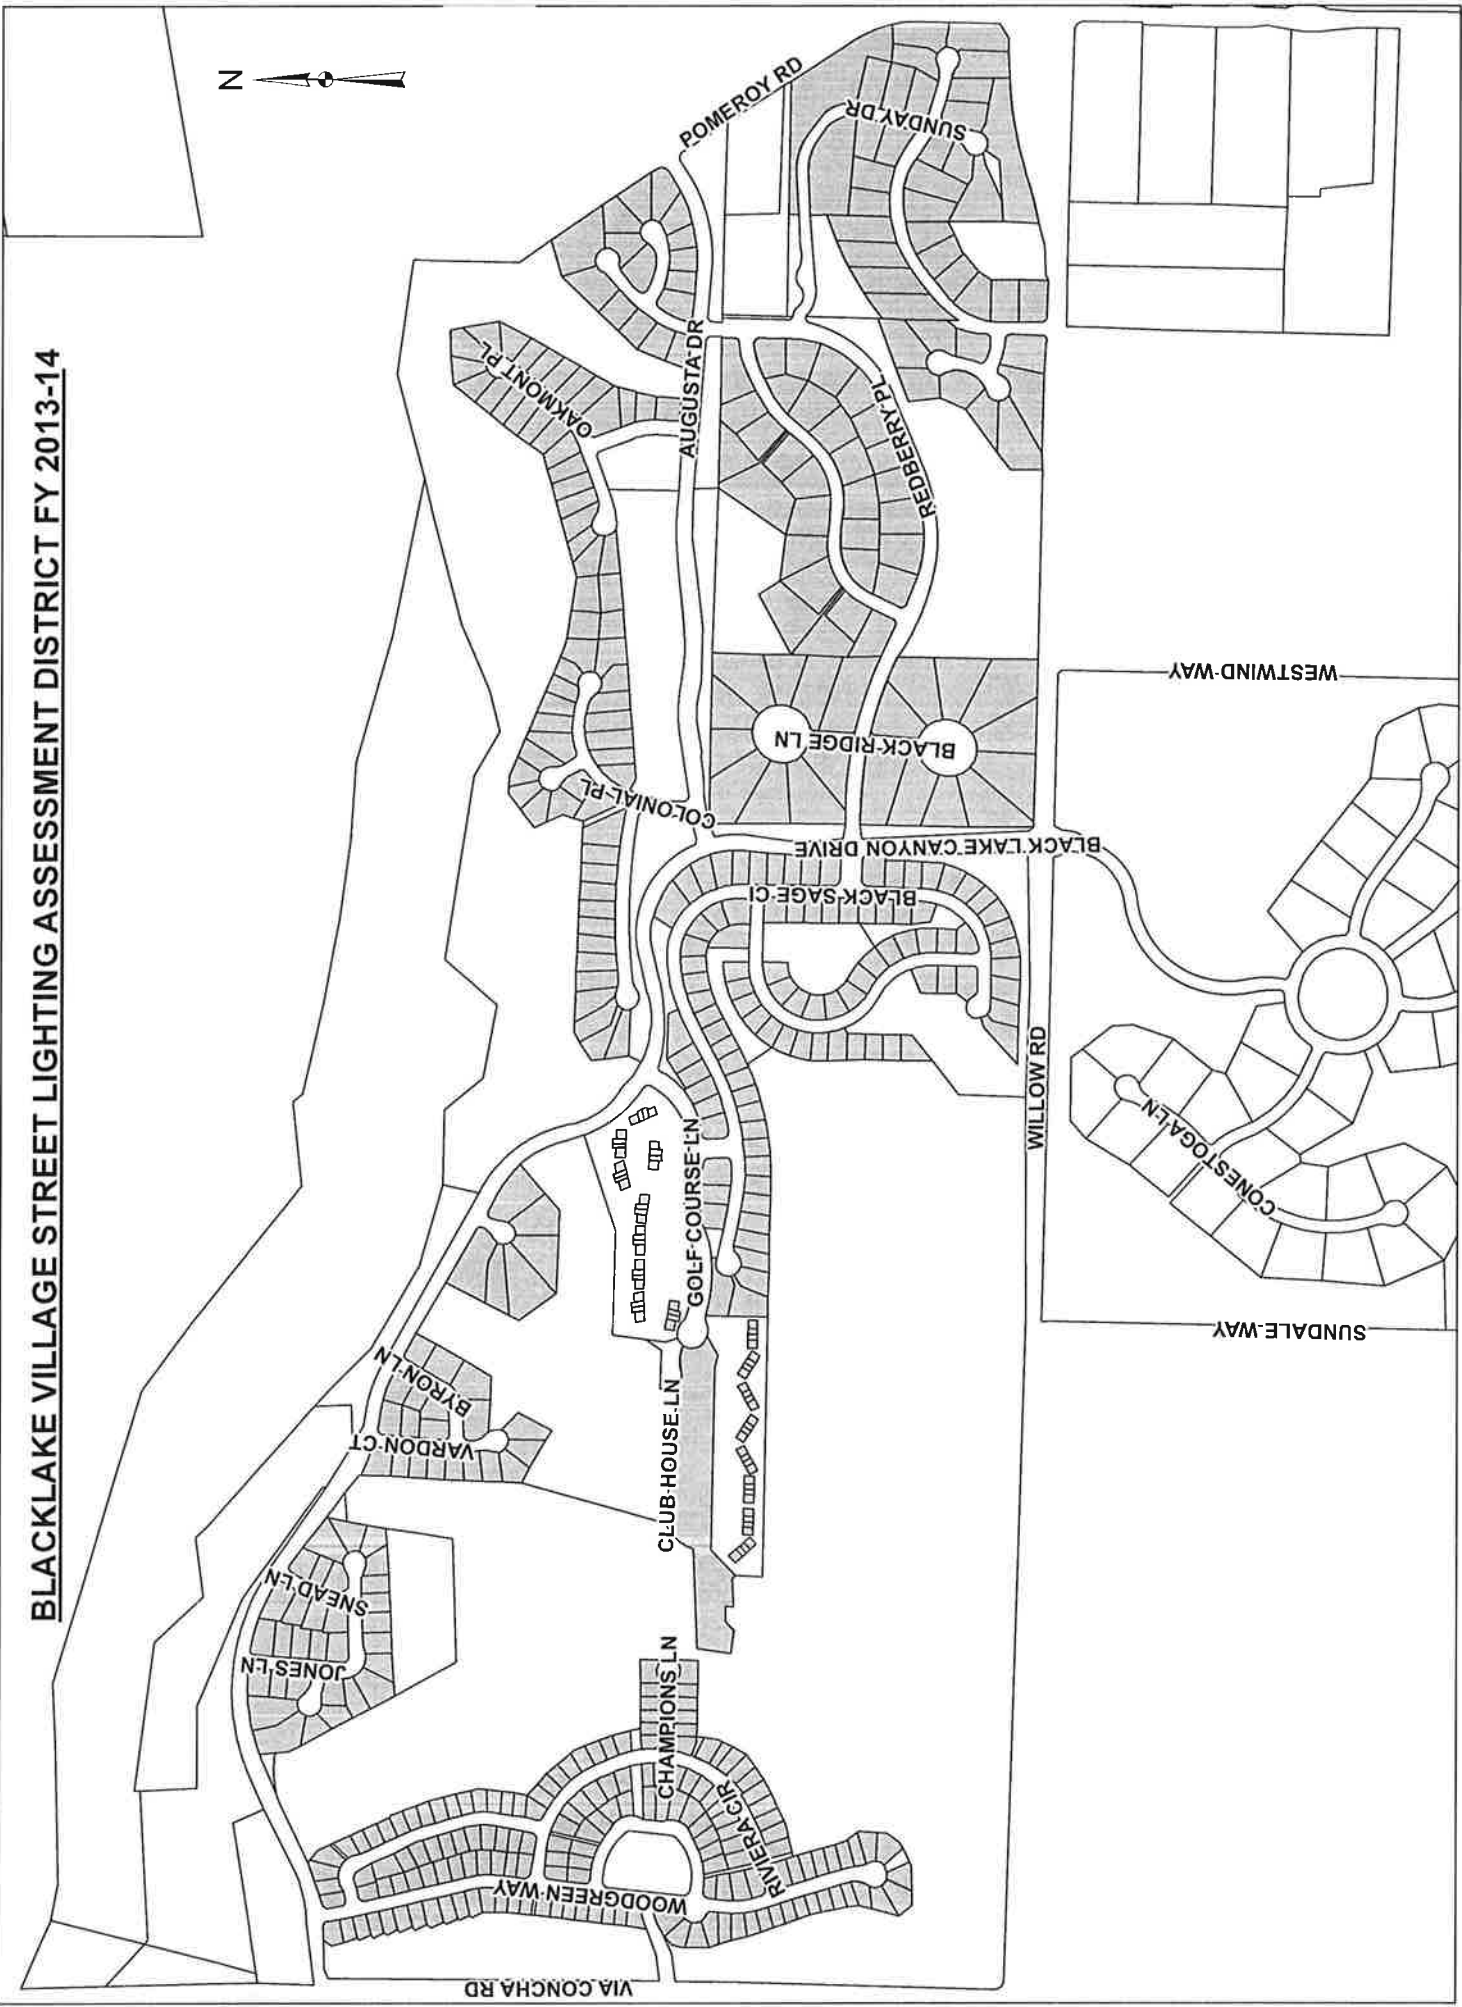 BLACKLAKE VILLAGE STREET LIGHTING ASSESSMENT DISTRICT FY 2013-14
N
POMEROY RD
SUNDAY DR
OAKMONT PL
AUGUSTA DR
REDBERRY PL
WESTWIND WAY
BLACK RIDGE LN
COLONIAL PL
BLACK LAKE CANYON DRIVE
BLACK SAGE CI
WILLOW RD
CONESTOGA LN
GOLF COURSE LN
SUNDALE WAY
BYRON LN
VARDON CT
CLUB HOUSE LN
SNEAD LN
JONES LN
CHAMPIONS LN
RIVIERA CIR
WOODGREEN WAY
VIA CONCHA RD